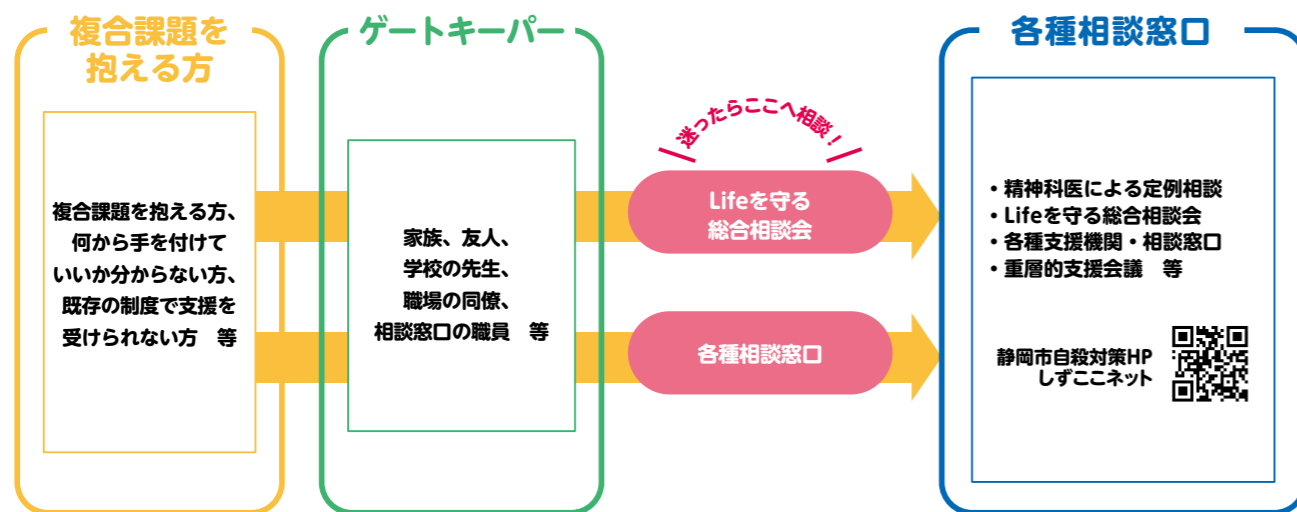 複合課題を
抱える方
複合課題を抱える方、
何から手を付けて
いいか分からない方、
既存の制度で支援を
受けられない方　等
ゲートキーパー
家族、友人、
学校の先生、
職場の同僚、
相談窓口の職員　等
迷ったらここへ相談！
Lifeを守る
総合相談会
各種相談窓口
各種相談窓口
・精神科医による定例相談
・Lifeを守る総合相談会
・各種支援機関・相談窓口
・重層的支援会議　等
静岡市自殺対策HP
しずここネット